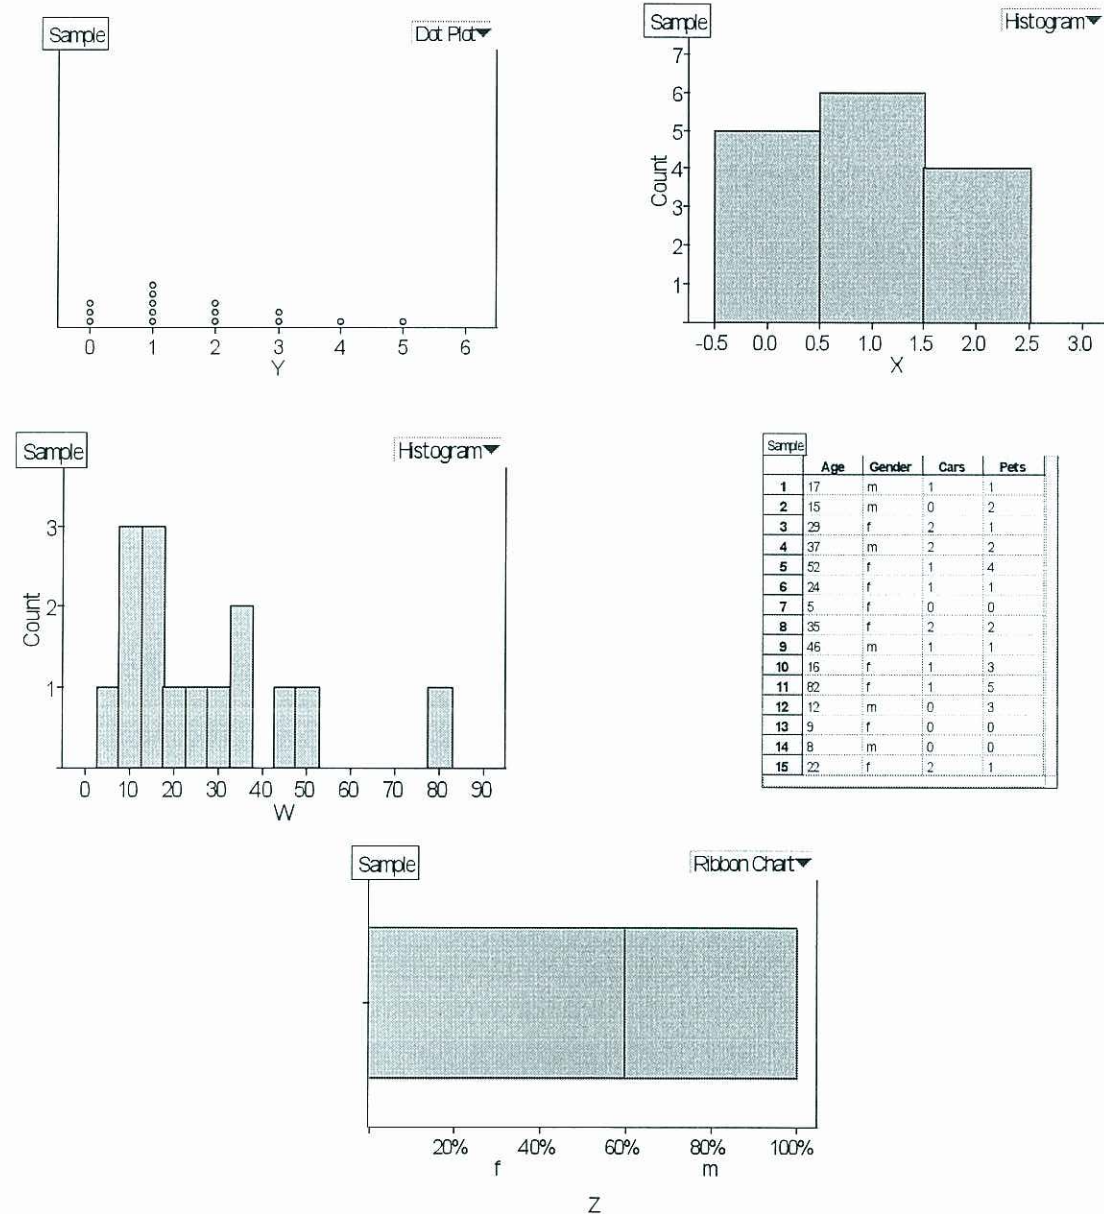 Sample
Dot Plot
0 1 2 3 4 5 6
Y
Sample
Histogram
7
6
5
4
3
2
1
Count
-0.5 0.0 0.5 1.0 1.5 2.0 2.5 3.0
X
Sample
Histogram
3
2
1
Count
0 10 20 30 40 50 60 70 80 90
W
Sample
Age Gender Cars Pets
1 17 m 1 1
2 15 m 0 2
3 29 f 2 1
4 37 m 2 2
5 52 f 1 4
6 24 f 1 1
7 5 f 0 0
8 35 f 2 2
9 46 m 1 1
10 16 f 1 3
11 82 f 1 5
12 12 m 0 3
13 9 f 0 0
14 8 m 0 0
15 22 f 2 1
Sample
Ribbon Chart
20% 40% 60% 80% 100%
f m
Z